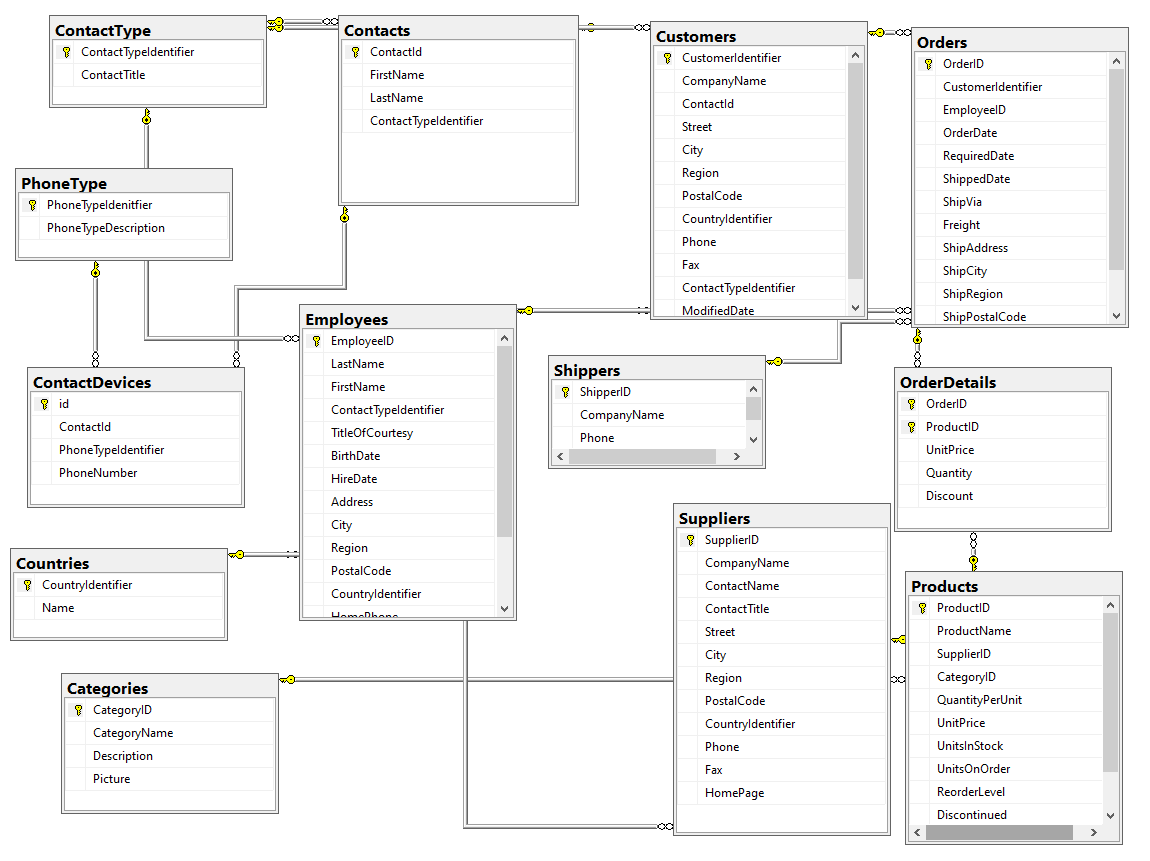 ContactType
ContactTypeIdentifier
ContactTitle
Contacts
ContactId
FirstName
LastName
ContactTypeIdentifier
Customers
CustomerIdentifier
CompanyName
ContactId
Street
City
Region
PostalCode
CountryIdentifier
Phone
Fax
ContactTypeIdentifier
ModifiedDate
Orders
OrderID
CustomerIdentifier
EmployeeID
OrderDate
RequiredDate
ShippedDate
ShipVia
Freight
ShipAddress
ShipCity
ShipRegion
ShipPostalCode
PhoneType
PhoneTypeIdenitfier
PhoneTypeDescription
Employees
EmployeeID
LastName
FirstName
ContactTypeIdentifier
TitleOfCourtesy
BirthDate
HireDate
Address
City
Region
PostalCode
CountryIdentifier
HomePhone
Shippers
ShipperID
CompanyName
Phone
ContactDevices
id
ContactId
PhoneTypeIdentifier
PhoneNumber
OrderDetails
OrderID
ProductID
UnitPrice
Quantity
Discount
Suppliers
SupplierID
CompanyName
ContactName
ContactTitle
Street
City
Region
PostalCode
CountryIdentifier
Phone
Fax
HomePage
Countries
CountryIdentifier
Name
Products
ProductID
ProductName
SupplierID
CategoryID
QuantityPerUnit
UnitPrice
UnitsInStock
UnitsOnOrder
ReorderLevel
Discontinued
Categories
CategoryID
CategoryName
Description
Picture